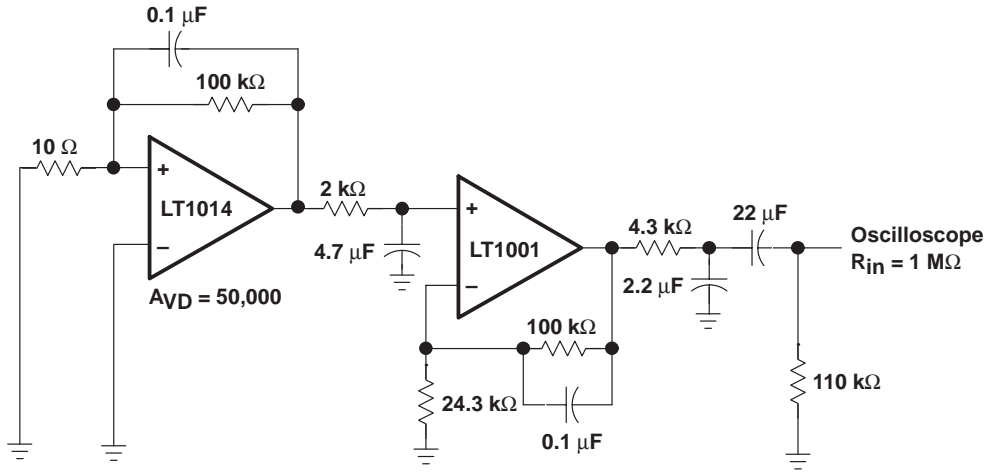 0.1 μF
100 kΩ
10 Ω
+
LT1014
−
AVD = 50,000
2 kΩ
4.7 μF
+
LT1001
−
4.3 kΩ
22 μF
2.2 μF
Oscilloscope
Rin = 1 MΩ
100 kΩ
24.3 kΩ
0.1 μF
110 kΩ